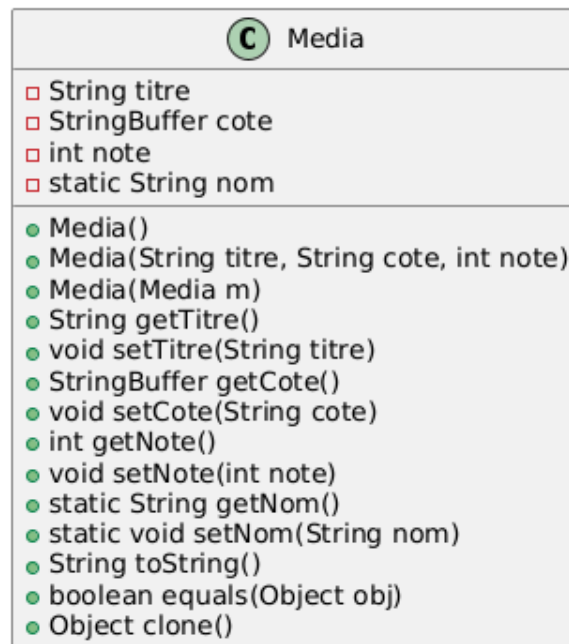 C Media
String titre
StringBuffer cote
int note
static String nom
Media()
Media(String titre, String cote, int note)
Media(Media m)
String getTitre()
void setTitre(String titre)
StringBuffer getCote()
void setCote(String cote)
int getNote()
void setNote(int note)
static String getNom()
static void setNom(String nom)
String toString()
boolean equals(Object obj)
Object clone()